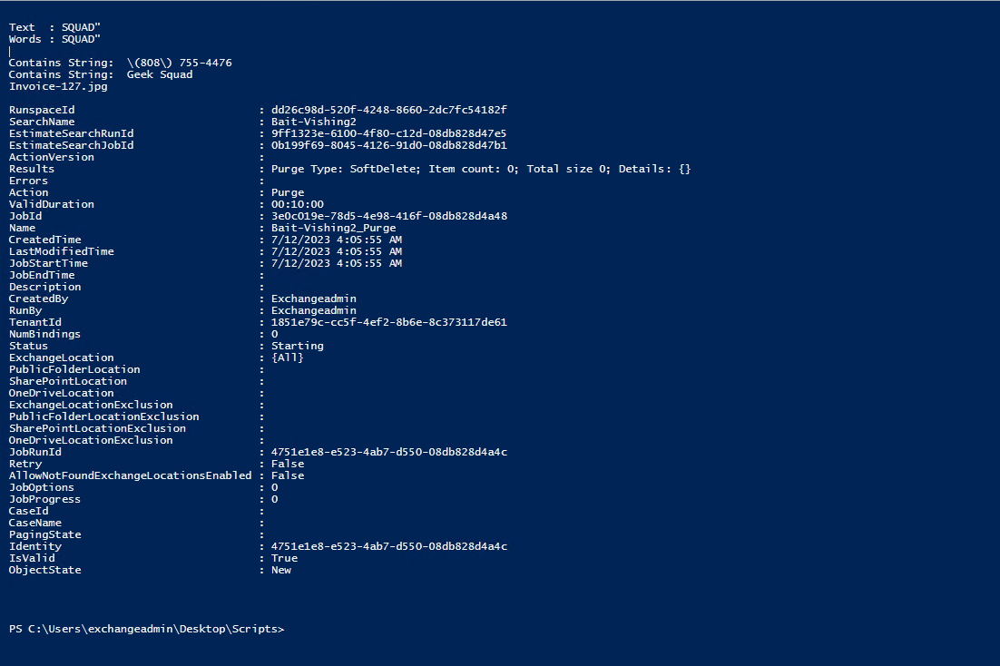 Text  : SQUAD"
Words : SQUAD"
Contains String:  \(808\) 755-4476
Contains String:  Geek Squad
Invoice-127.jpg
RunspaceId                            : dd26c98d-520f-4248-8660-2dc7fc54182f
SearchName                            : Bait-Vishing2
EstimateSearchRunId                   : 9ff1323e-6100-4f80-c12d-08db828d47e5
EstimateSearchJobId                   : 0b199f69-8045-4126-91d0-08db828d47b1
ActionVersion                         :
Results                               : Purge Type: SoftDelete; Item count: 0; Total size 0; Details: {}
Errors                                :
Action                                : Purge
ValidDuration                         : 00:10:00
JobId                                 : 3e0c019e-78d5-4e98-416f-08db828d4a48
Name                                  : Bait-Vishing2_Purge
CreatedTime                           : 7/12/2023 4:05:55 AM
LastModifiedTime                      : 7/12/2023 4:05:55 AM
JobStartTime                          : 7/12/2023 4:05:55 AM
JobEndTime                            :
Description                           :
CreatedBy                             : Exchangeadmin
RunBy                                 : Exchangeadmin
TenantId                              : 1851e79c-cc5f-4ef2-8b6e-8c373117de61
NumBindings                           : 0
Status                                : Starting
ExchangeLocation                      : {All}
PublicFolderLocation                  :
SharePointLocation                    :
OneDriveLocation                      :
ExchangeLocationExclusion             :
PublicFolderLocationExclusion         :
SharePointLocationExclusion           :
OneDriveLocationExclusion             :
JobRunId                              : 4751e1e8-e523-4ab7-d550-08db828d4a4c
Retry                                 : False
AllowNotFoundExchangeLocationsEnabled : False
JobOptions                            : 0
JobProgress                           : 0
CaseId                                :
CaseName                              :
PagingState                           :
Identity                              : 4751e1e8-e523-4ab7-d550-08db828d4a4c
IsValid                               : True
ObjectState                           : New
PS C:\Users\exchangeadmin\Desktop\Scripts>